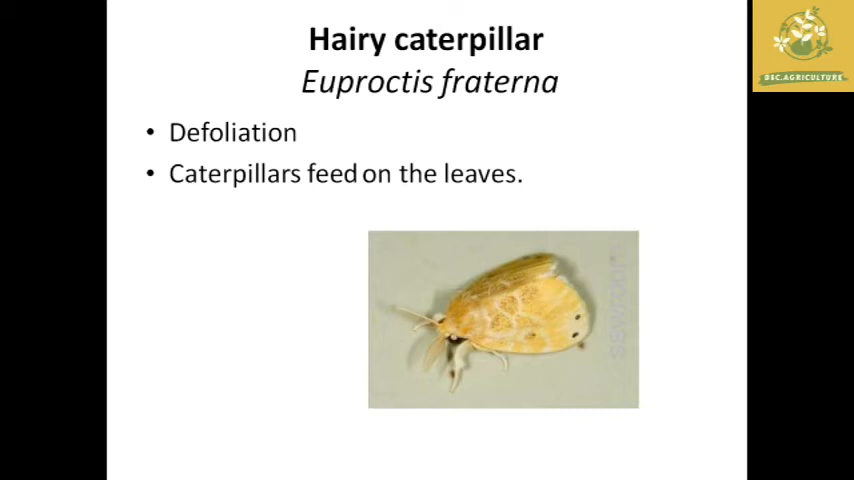 Hairy caterpillar
Euproctis fraterna
BSC.AGRICULTURE
• Defoliation
• Caterpillars feed on the leaves.